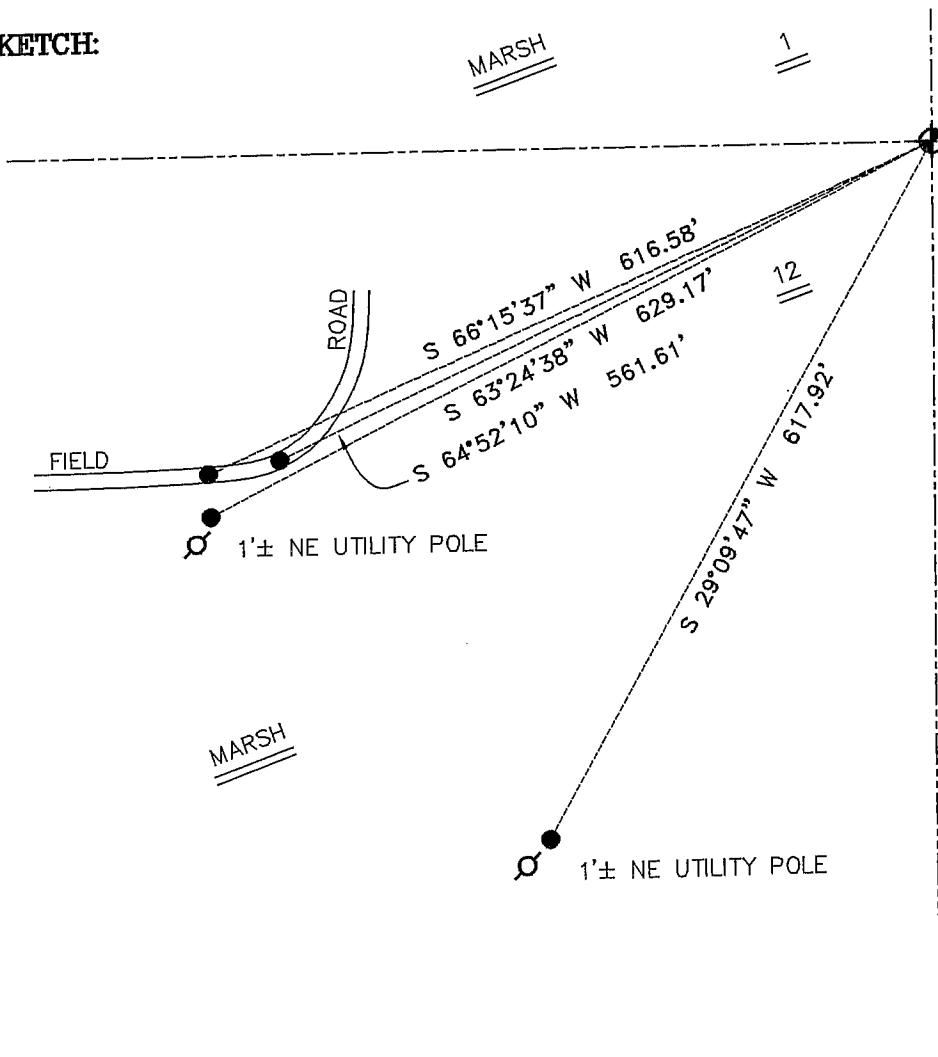 KETCH:
MARSH
1
S 66°15'37" W 616.58'
12
S 63°24'38" W 629.17'
S 64°52'10" W 561.61'
ROAD
FIELD
S 29°09'47" W 617.92'
1'± NE UTILITY POLE
MARSH
1'± NE UTILITY POLE